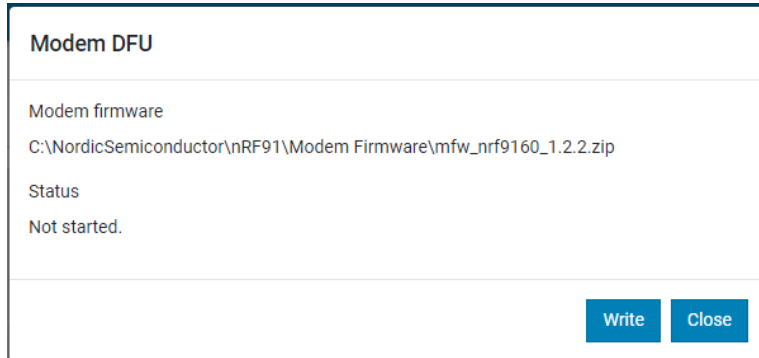 Modem DFU
Modem firmware
C:\NordicSemiconductor\nRF91\Modem Firmware\mfw_nrf9160_1.2.2.zip
Status
Not started.
Write Close